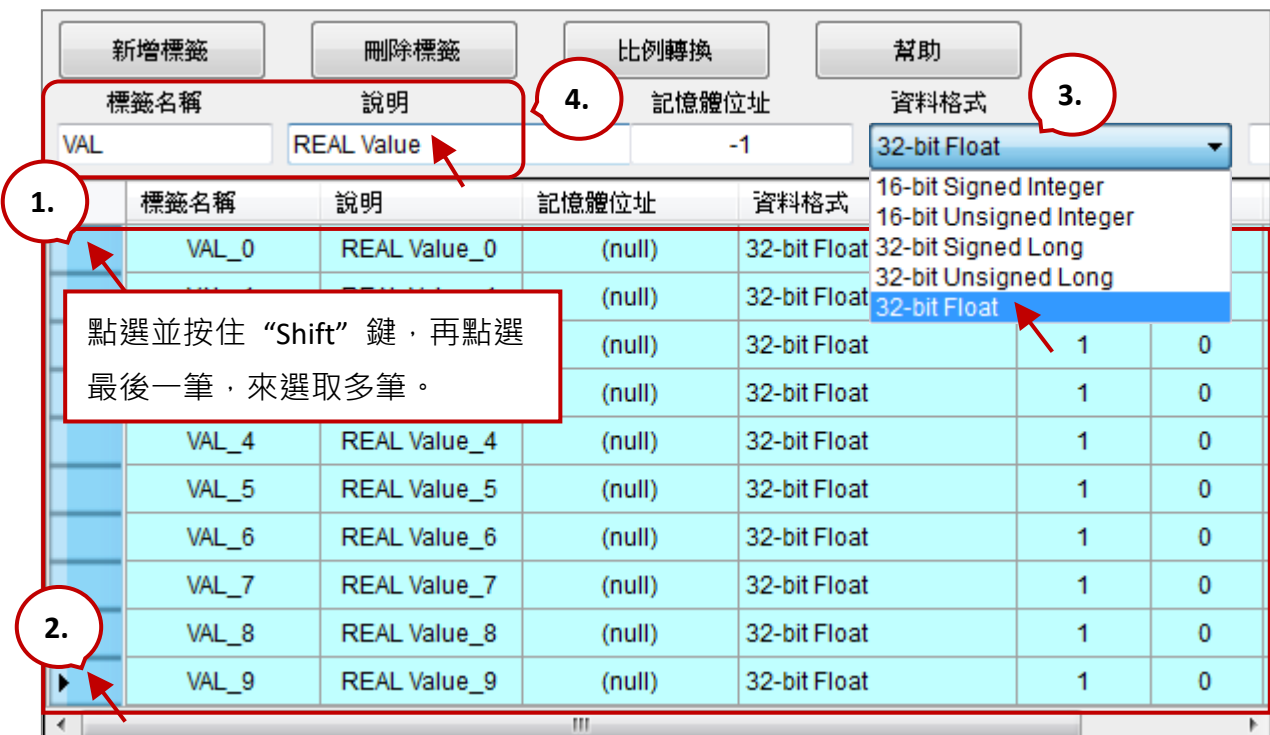 新增標籤 刪除標籤 比例轉換 幫助
標籤名稱 說明 4. 記憶體位址 資料格式 3.
VAL REAL Value -1 32-bit Float
16-bit Signed Integer
16-bit Unsigned Integer
32-bit Signed Long
32-bit Unsigned Long
32-bit Float
1. 標籤名稱 說明 記憶體位址 資料格式
VAL_0 REAL Value_0 (null) 32-bit Float
(null) 32-bit Float
點選並按住 “Shift” 鍵,再點選
最後一筆,來選取多筆。
(null) 32-bit Float 1 0
(null) 32-bit Float 1 0
VAL_4 REAL Value_4 (null) 32-bit Float 1 0
VAL_5 REAL Value_5 (null) 32-bit Float 1 0
VAL_6 REAL Value_6 (null) 32-bit Float 1 0
VAL_7 REAL Value_7 (null) 32-bit Float 1 0
2. VAL_8 REAL Value_8 (null) 32-bit Float 1 0
VAL_9 REAL Value_9 (null) 32-bit Float 1 0